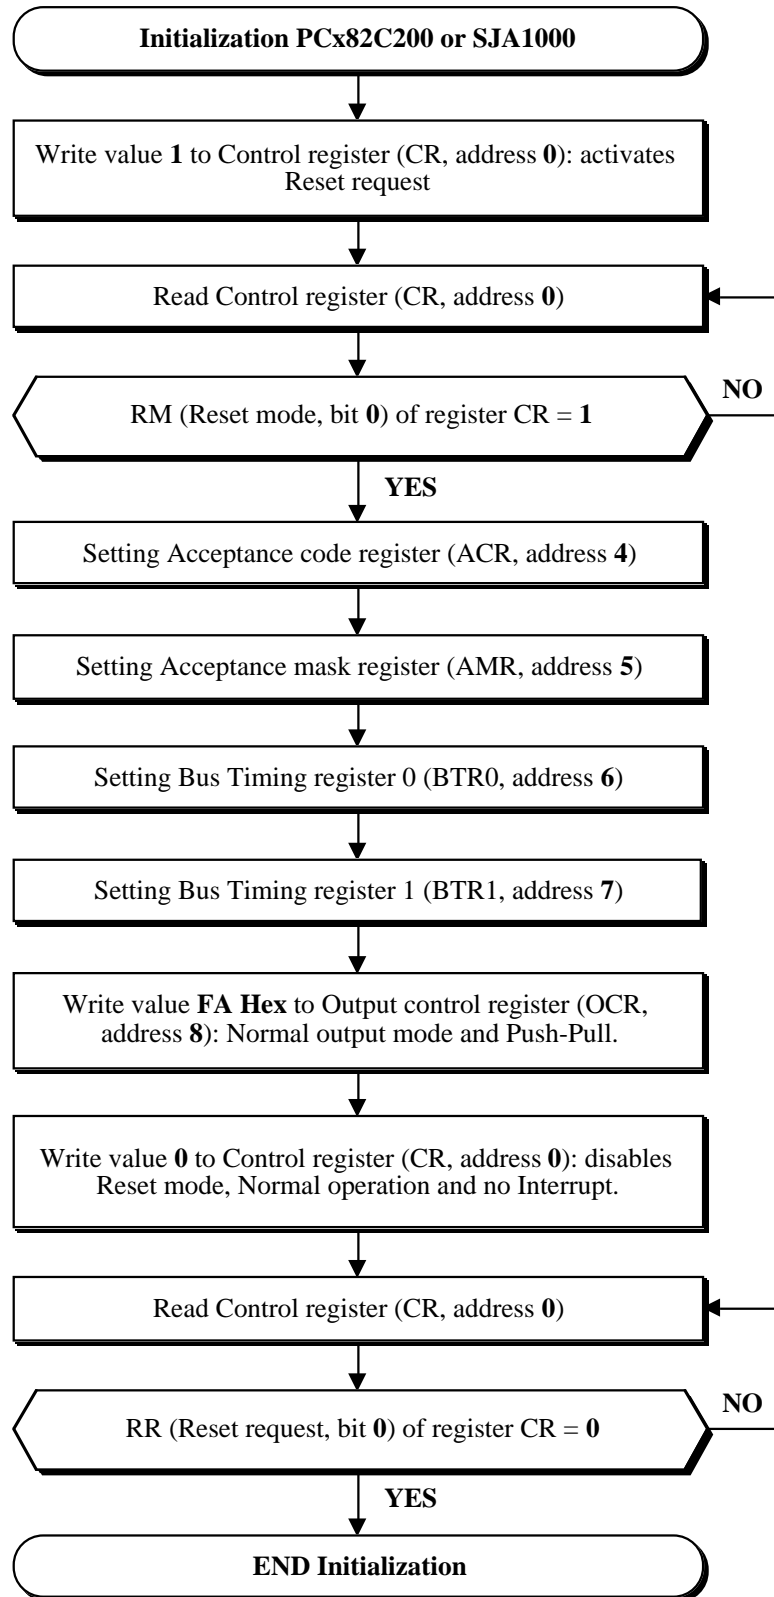 Initialization PCx82C200 or SJA1000
Write value 1 to Control register (CR, address 0): activates
Reset request
Read Control register (CR, address 0)
RM (Reset mode, bit 0) of register CR = 1
NO
YES
Setting Acceptance code register (ACR, address 4)
Setting Acceptance mask register (AMR, address 5)
Setting Bus Timing register 0 (BTR0, address 6)
Setting Bus Timing register 1 (BTR1, address 7)
Write value FA Hex to Output control register (OCR,
address 8): Normal output mode and Push-Pull.
Write value 0 to Control register (CR, address 0): disables
Reset mode, Normal operation and no Interrupt.
Read Control register (CR, address 0)
RR (Reset request, bit 0) of register CR = 0
NO
YES
END Initialization